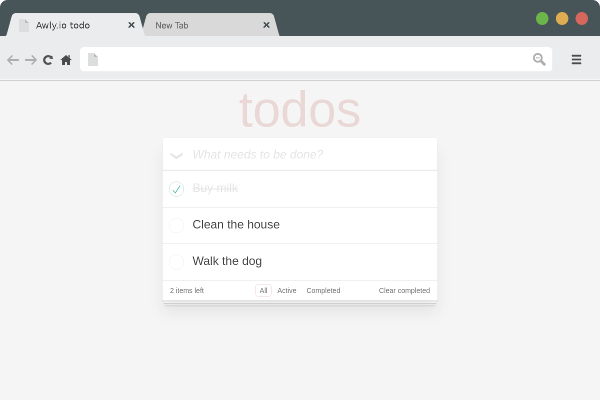 Awly.io todo
New Tab
todos
What needs to be done?
Buy milk
Clean the house
Walk the dog
2 items left All Active Completed Clear completed